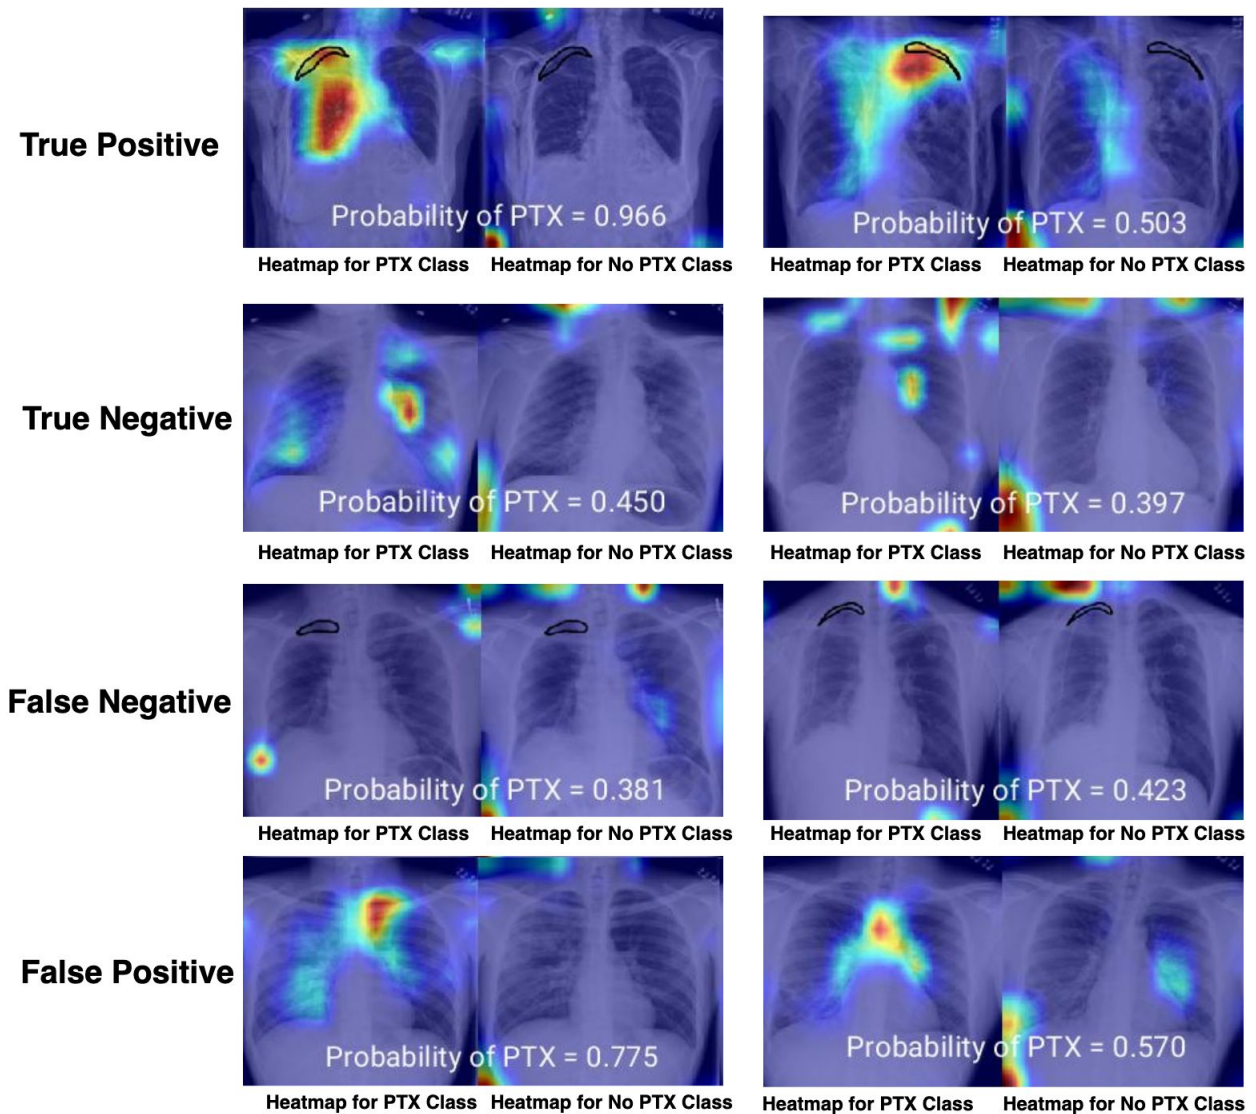 True Positive
Probability of PTX = 0.966
Probability of PTX = 0.503
Heatmap for PTX Class Heatmap for No PTX Class
Heatmap for PTX Class Heatmap for No PTX Class
True Negative
Probability of PTX = 0.450
Probability of PTX = 0.397
Heatmap for PTX Class Heatmap for No PTX Class
Heatmap for PTX Class Heatmap for No PTX Class
False Negative
Probability of PTX = 0.381
Probability of PTX = 0.423
Heatmap for PTX Class Heatmap for No PTX Class
Heatmap for PTX Class Heatmap for No PTX Class
False Positive
Probability of PTX = 0.775
Probability of PTX = 0.570
Heatmap for PTX Class Heatmap for No PTX Class
Heatmap for PTX Class Heatmap for No PTX Class